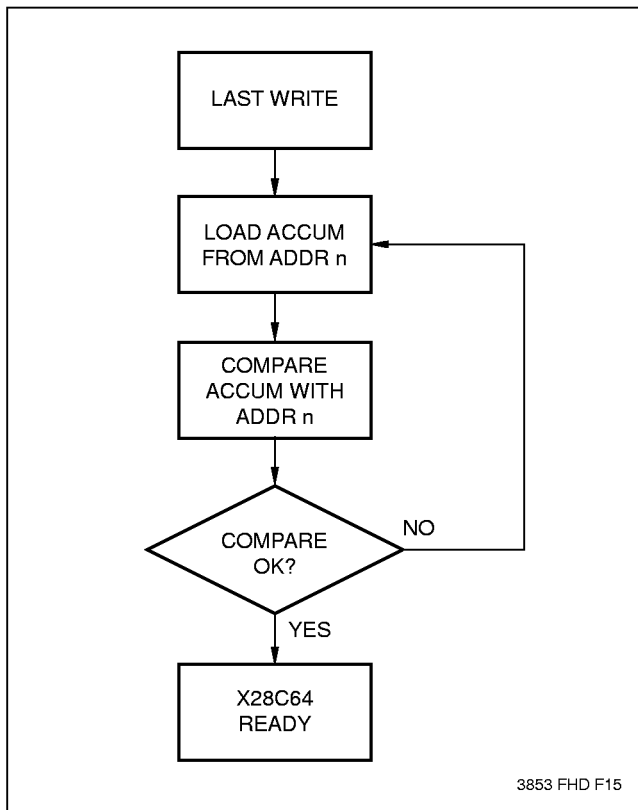 LAST WRITE
LOAD ACCUM
FROM ADDR n
COMPARE
ACCUM WITH
ADDR n
COMPARE
OK?
NO
YES
X28C64
READY
3853 FHD F15